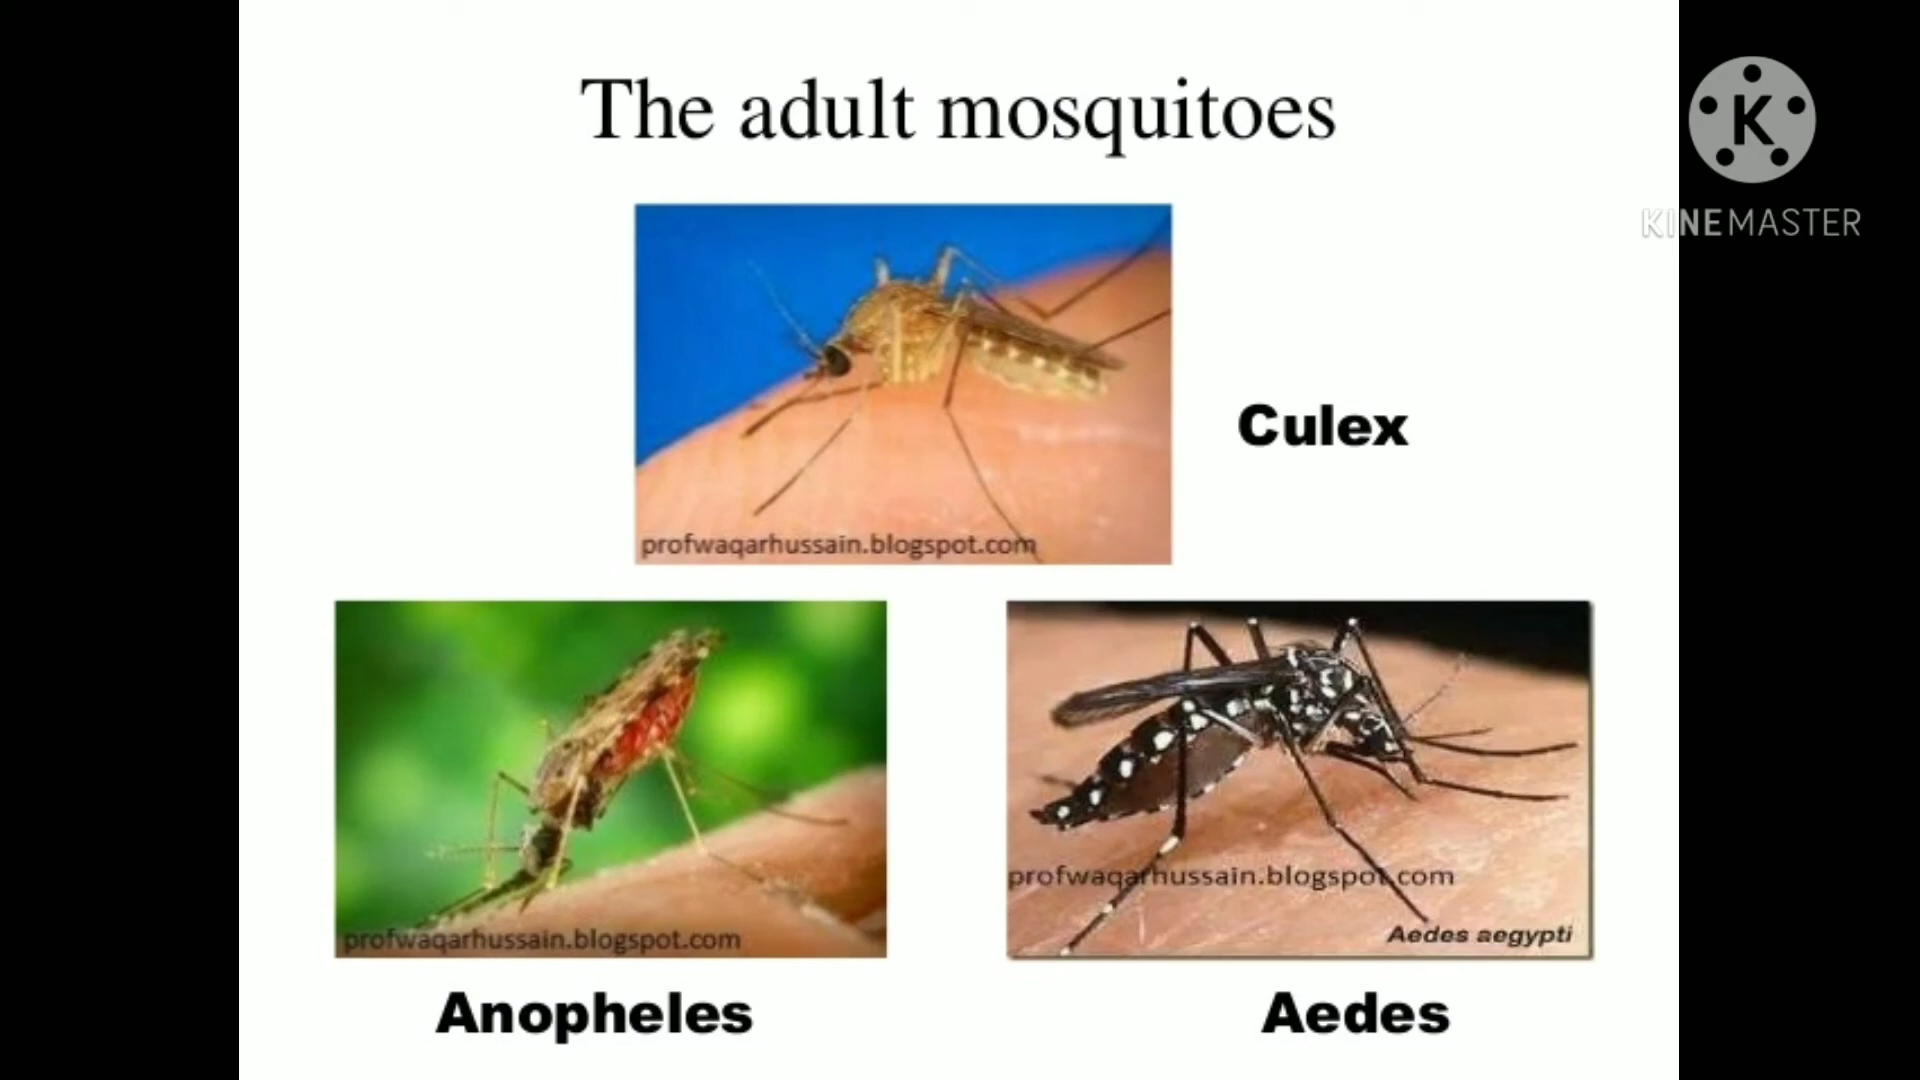 The adult mosquitoes
KINEMASTER
profwaqarhussain.blogspot.com
Culex
profwaqarhussain.blogspot.com
Anopheles
profwaqarhussain.blogspot.com
Aedes aegypti
Aedes